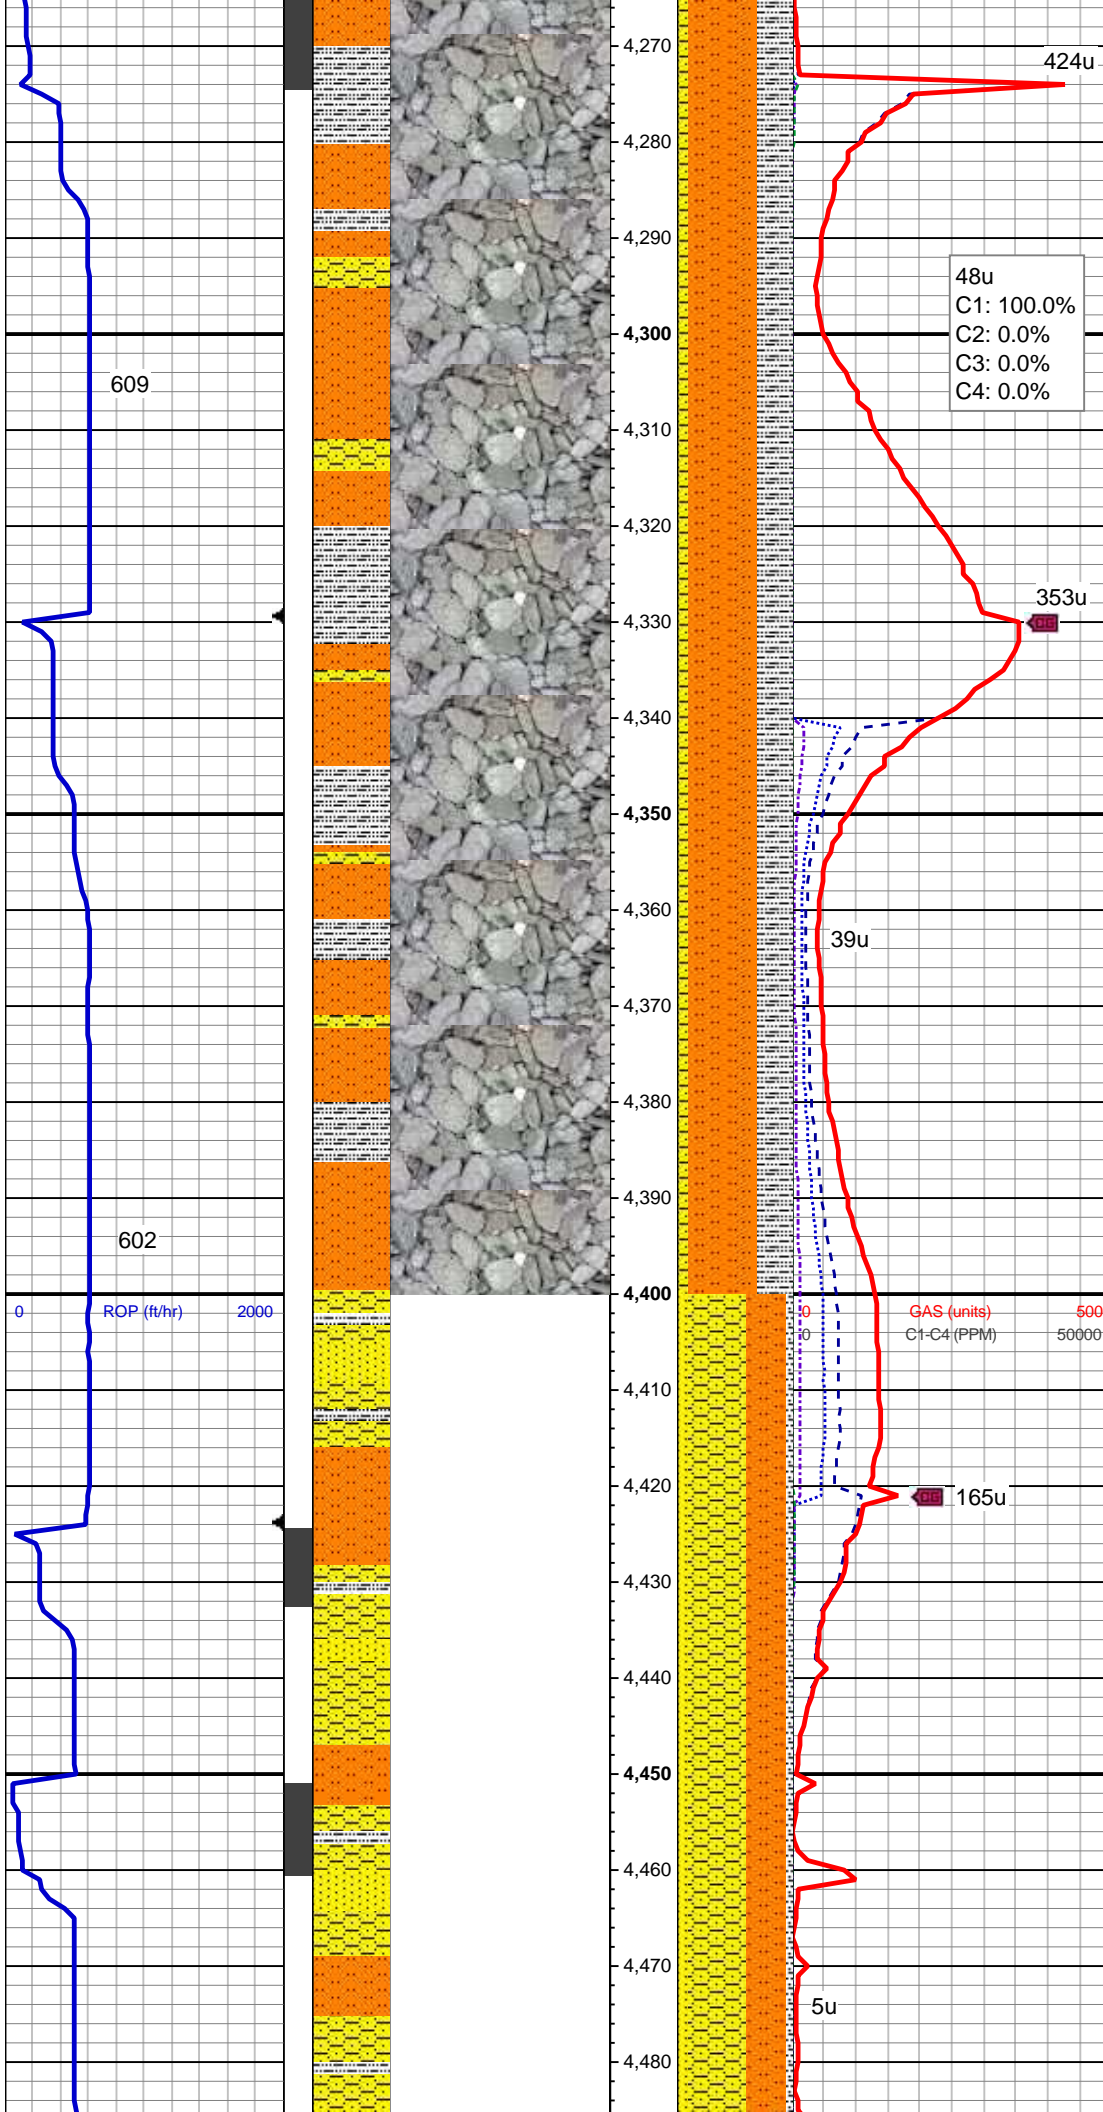 4,270
424u
4,280
4,290
48u
C1: 100.0%
C2: 0.0%
C3: 0.0%
C4: 0.0%
4,300
609
4,310
4,320
353u
4,330
CG
4,340
4,350
4,360
39u
4,370
4,380
4,390
602
4,400
0 ROP (ft/hr) 2000
0 GAS (units) 500
0 C1-C4 (PPM) 50000
4,410
4,420
CG 165u
4,430
4,440
4,450
4,460
4,470
5u
4,480